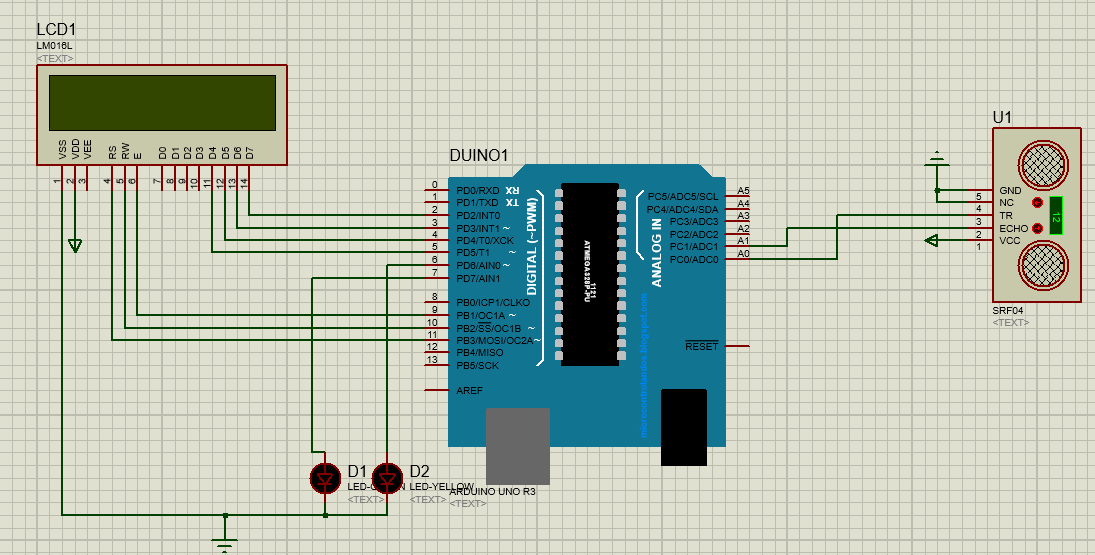 LCD1
LM016L
<TEXT>
VSS VDD VEE RS RW E D0 D1 D2 D3 D4 D5 D6 D7
1 2 3 4 5 6 7 8 9 10 11 12 13 14
DUINO1
0 PD0/RXD RX
1 PD1/TXD TX
2 PD2/INT0
3 PD3/INT1 ~
4 PD4/T0/XCK
5 PD5/T1 ~
6 PD6/AIN0 ~
7 PD7/AIN1
8 PB0/ICP1/CLKO
9 PB1/OC1A ~
10 PB2/SS/OC1B ~
11 PB3/MOSI/OC2A ~
12 PB4/MISO
13 PB5/SCK
AREF
DIGITAL (~PWM)
ATMEGA328P-PU
1121
ANALOG IN
PC5/ADC5/SCL A5
PC4/ADC4/SDA A4
PC3/ADC3 A3
PC2/ADC2 A2
PC1/ADC1 A1
PC0/ADC0 A0
RESET
microcontrolandos.blogspot.com
ARDUINO UNO R3
<TEXT>
D1
<TEXT>
D2
LED-YELLOW
<TEXT>
U1
5 GND
NC
4 TR
3 ECHO
2 VCC
1
12
SRF04
<TEXT>